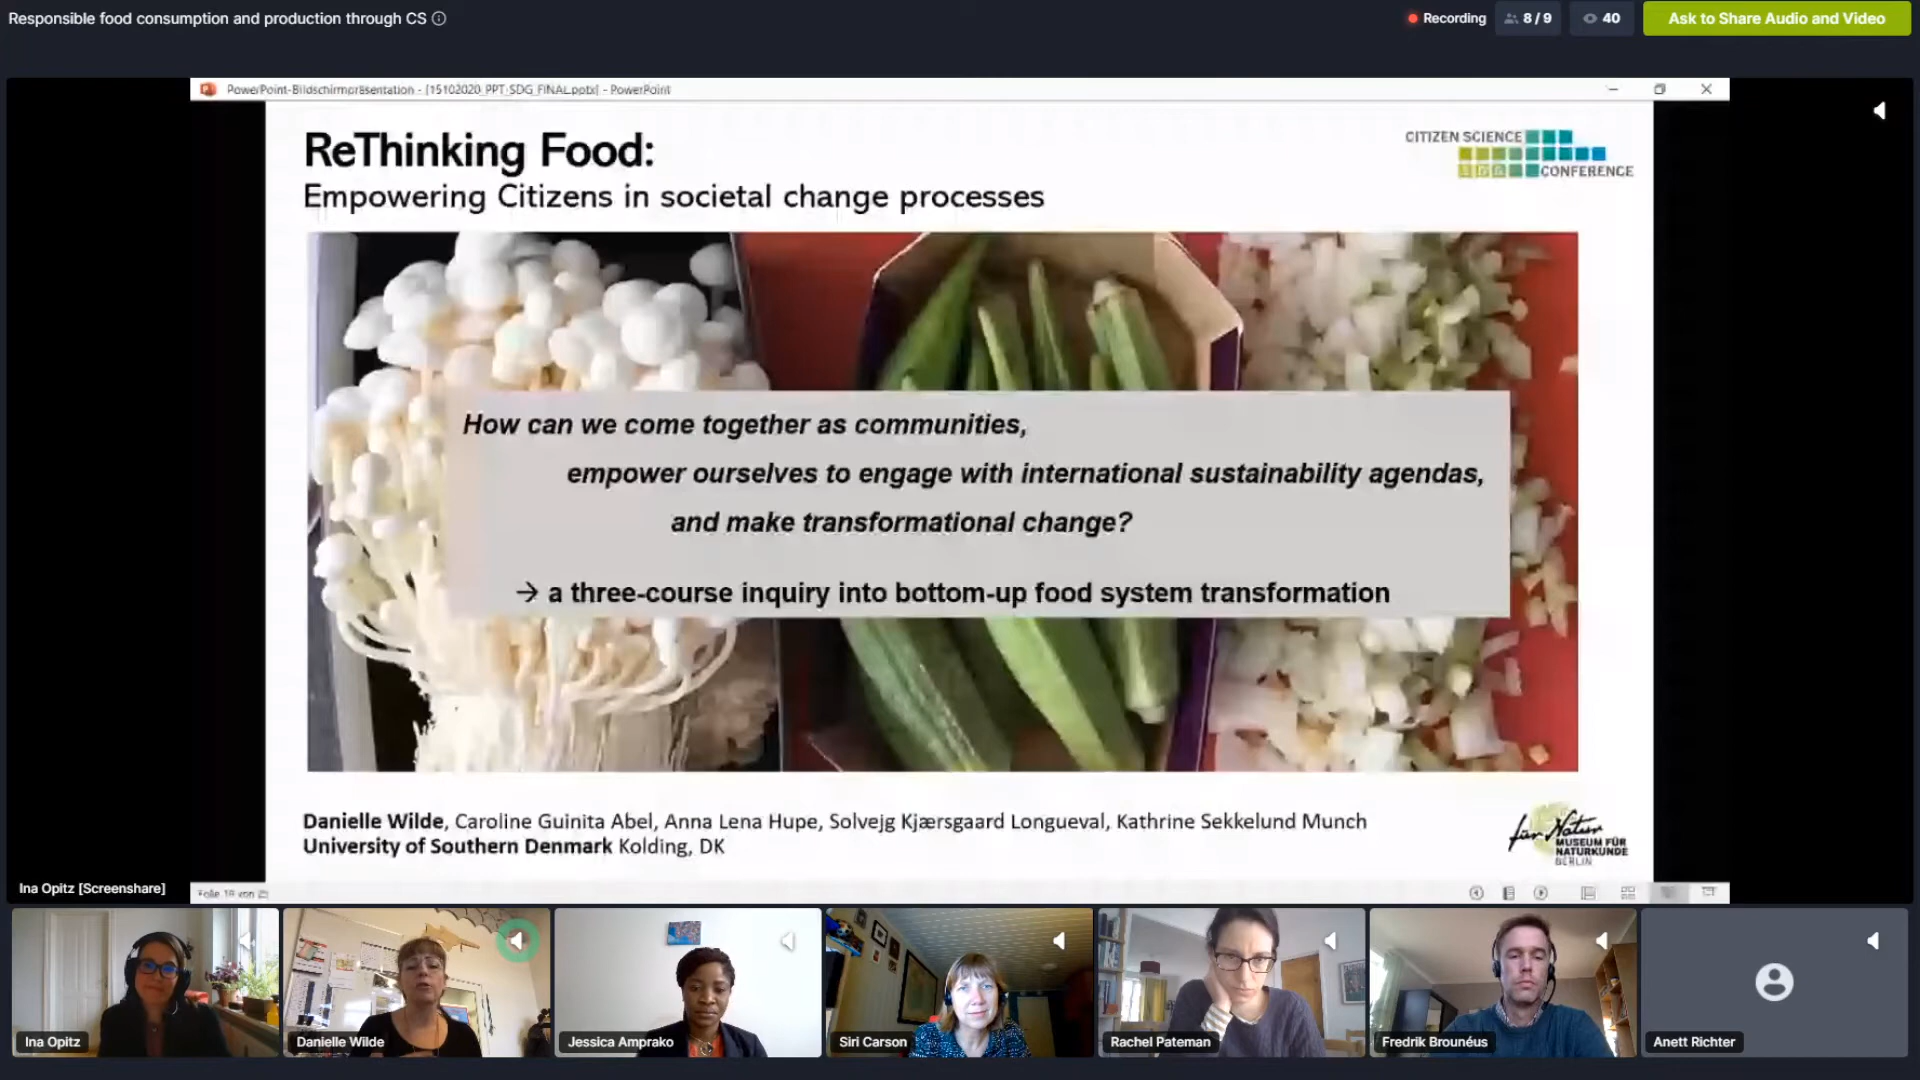 Responsible food consumption and production through CS
Recording
8 / 9
40
Ask to Share Audio and Video
PowerPoint-Bildschirmpräsentation - [15102020_PPT_SDG_FINAL.pptx] - PowerPoint
ReThinking Food:
Empowering Citizens in societal change processes
CITIZEN SCIENCE
CONFERENCE
How can we come together as communities,
empower ourselves to engage with international sustainability agendas,
and make transformational change?
→ a three-course inquiry into bottom-up food system transformation
Danielle Wilde, Caroline Guinita Abel, Anna Lena Hupe, Solvejg Kjærsgaard Longueval, Kathrine Sekkelund Munch
University of Southern Denmark Kolding, DK
für Natur
MUSEUM FÜR
NATURKUNDE
BERLIN
Ina Opitz [Screenshare]
Ina Opitz
Danielle Wilde
Jessica Amprako
Siri Carson
Rachel Pateman
Fredrik Brounéus
Anett Richter